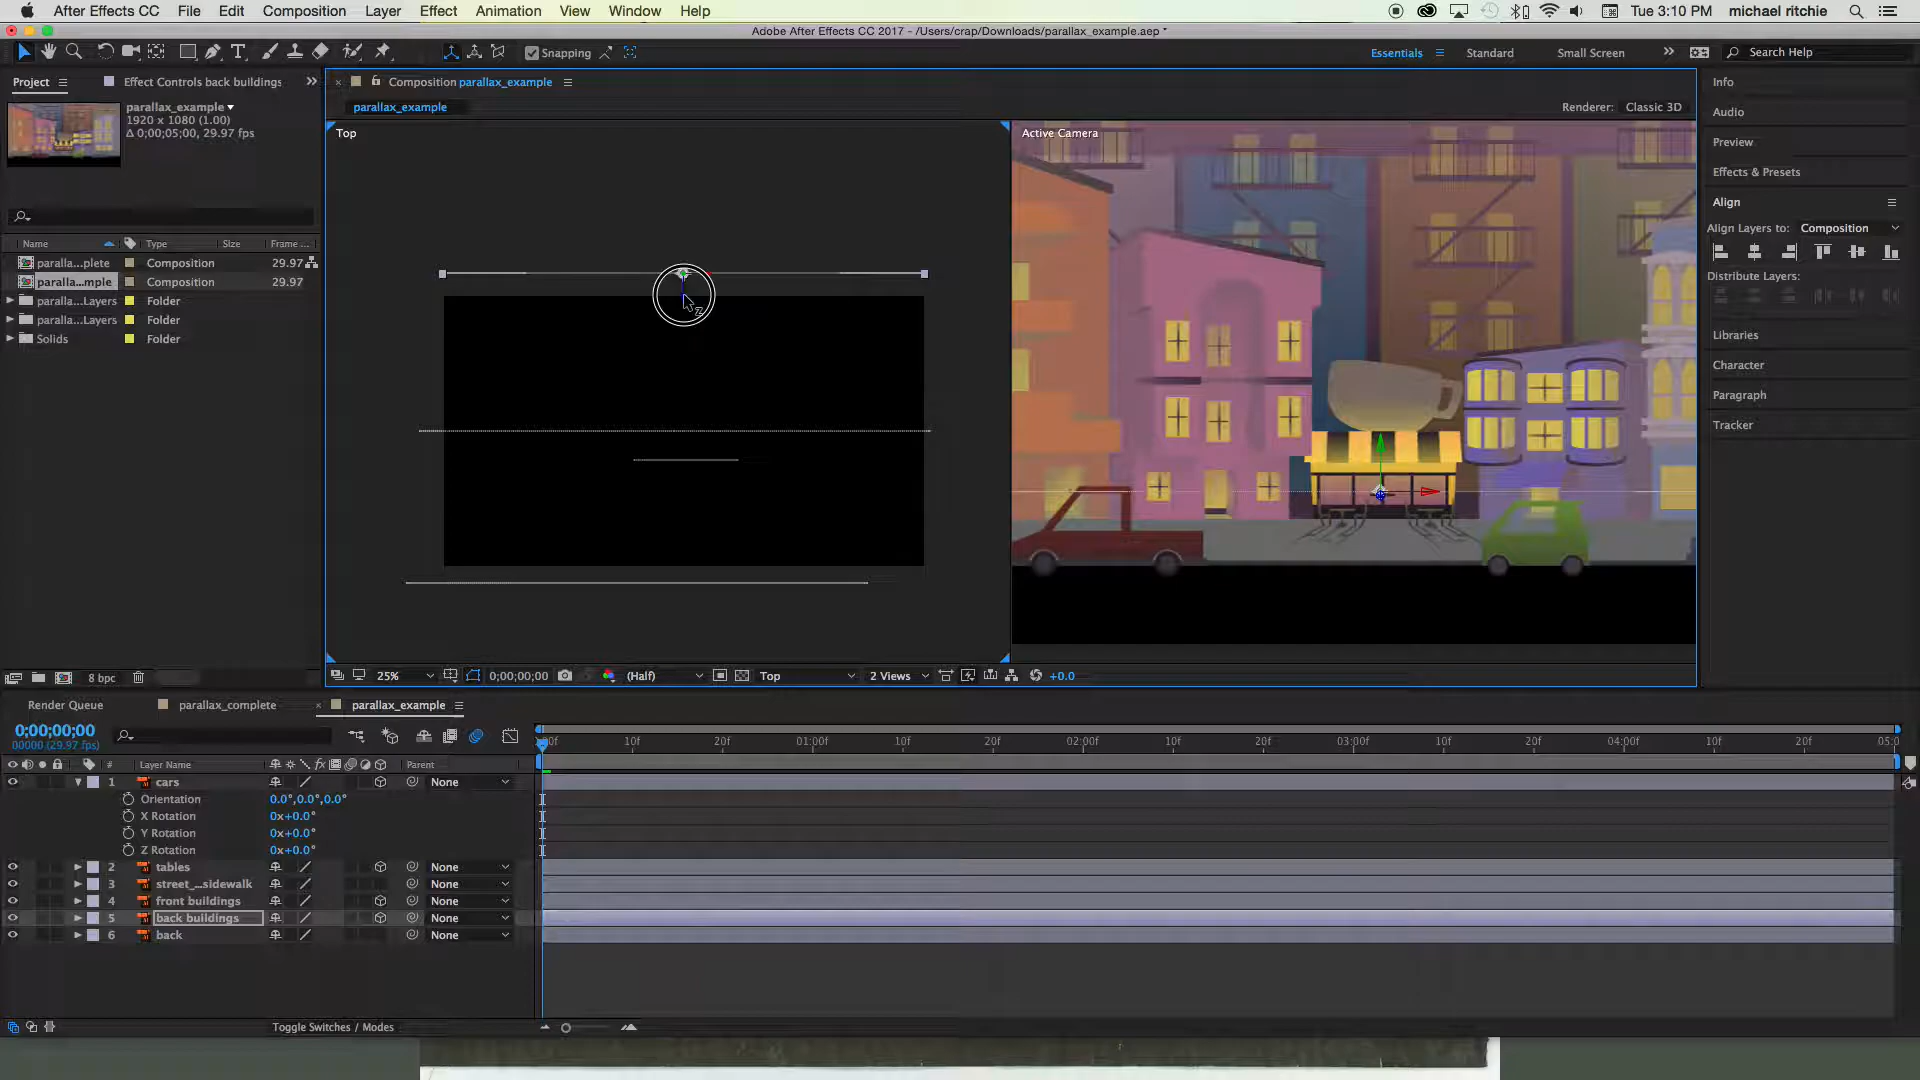 After Effects CC File Edit Composition Layer Effect Animation View Window Help Tue 3:10 PM michael ritchie
Adobe After Effects CC 2017 - /Users/crap/Downloads/parallax_example.aep *
Snapping Essentials Standard Small Screen Search Help
Project Effect Controls back buildings
Composition parallax_example
Info
parallax_example
1920 x 1080 (1.00)
Δ 0;00;05;00, 29.97 fps
parallax_example
Renderer: Classic 3D
Audio
Top
Active Camera
Preview
Effects & Presets
Align
Align Layers to: Composition
Distribute Layers:
Name Type Size Frame ...
paralla...plete Composition 29.97
paralla...mple Composition 29.97
paralla...Layers Folder
paralla...Layers Folder
Solids Folder
Libraries
Character
Paragraph
Tracker
8 bpc
25% 0;00;00;00 (Half) Top 2 Views +0.0
Render Queue parallax_complete parallax_example
0;00;00;00
00000 (29.97 fps)
00f 10f 20f 01:00f 10f 20f 02:00f 10f 20f 03:00f 10f 20f 04:00f 10f 20f 05:0
# Layer Name Parent
1 cars None
Orientation 0.0°,0.0°,0.0°
X Rotation 0x+0.0°
Y Rotation 0x+0.0°
Z Rotation 0x+0.0°
2 tables None
3 street_...sidewalk None
4 front buildings None
5 back buildings None
6 back None
Toggle Switches / Modes